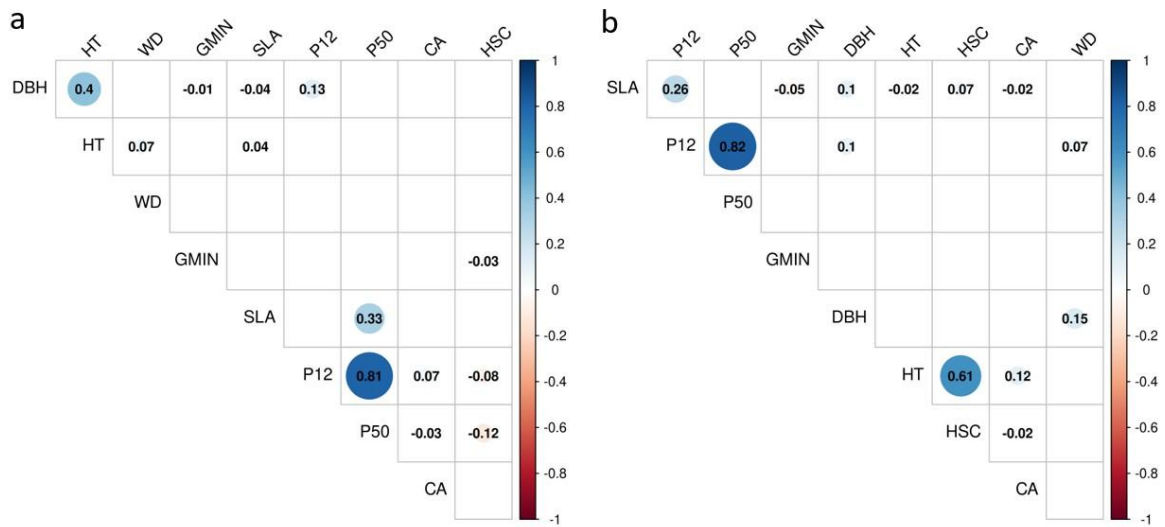 a
HT WD GMIN SLA P12 P50 CA HSC
DBH 0.4 -0.01 -0.04 0.13
HT 0.07 0.04
WD
GMIN -0.03
SLA 0.33
P12 0.81 0.07 -0.08
P50 -0.03 -0.12
CA
1
0.8
0.6
0.4
0.2
0
-0.2
-0.4
-0.6
-0.8
-1
b
P12 P50 GMIN DBH HT HSC CA WD
SLA 0.26 -0.05 0.1 -0.02 0.07 -0.02
P12 0.82 0.1 0.07
P50
GMIN
DBH 0.15
HT 0.61 0.12
HSC -0.02
CA
1
0.8
0.6
0.4
0.2
0
-0.2
-0.4
-0.6
-0.8
-1